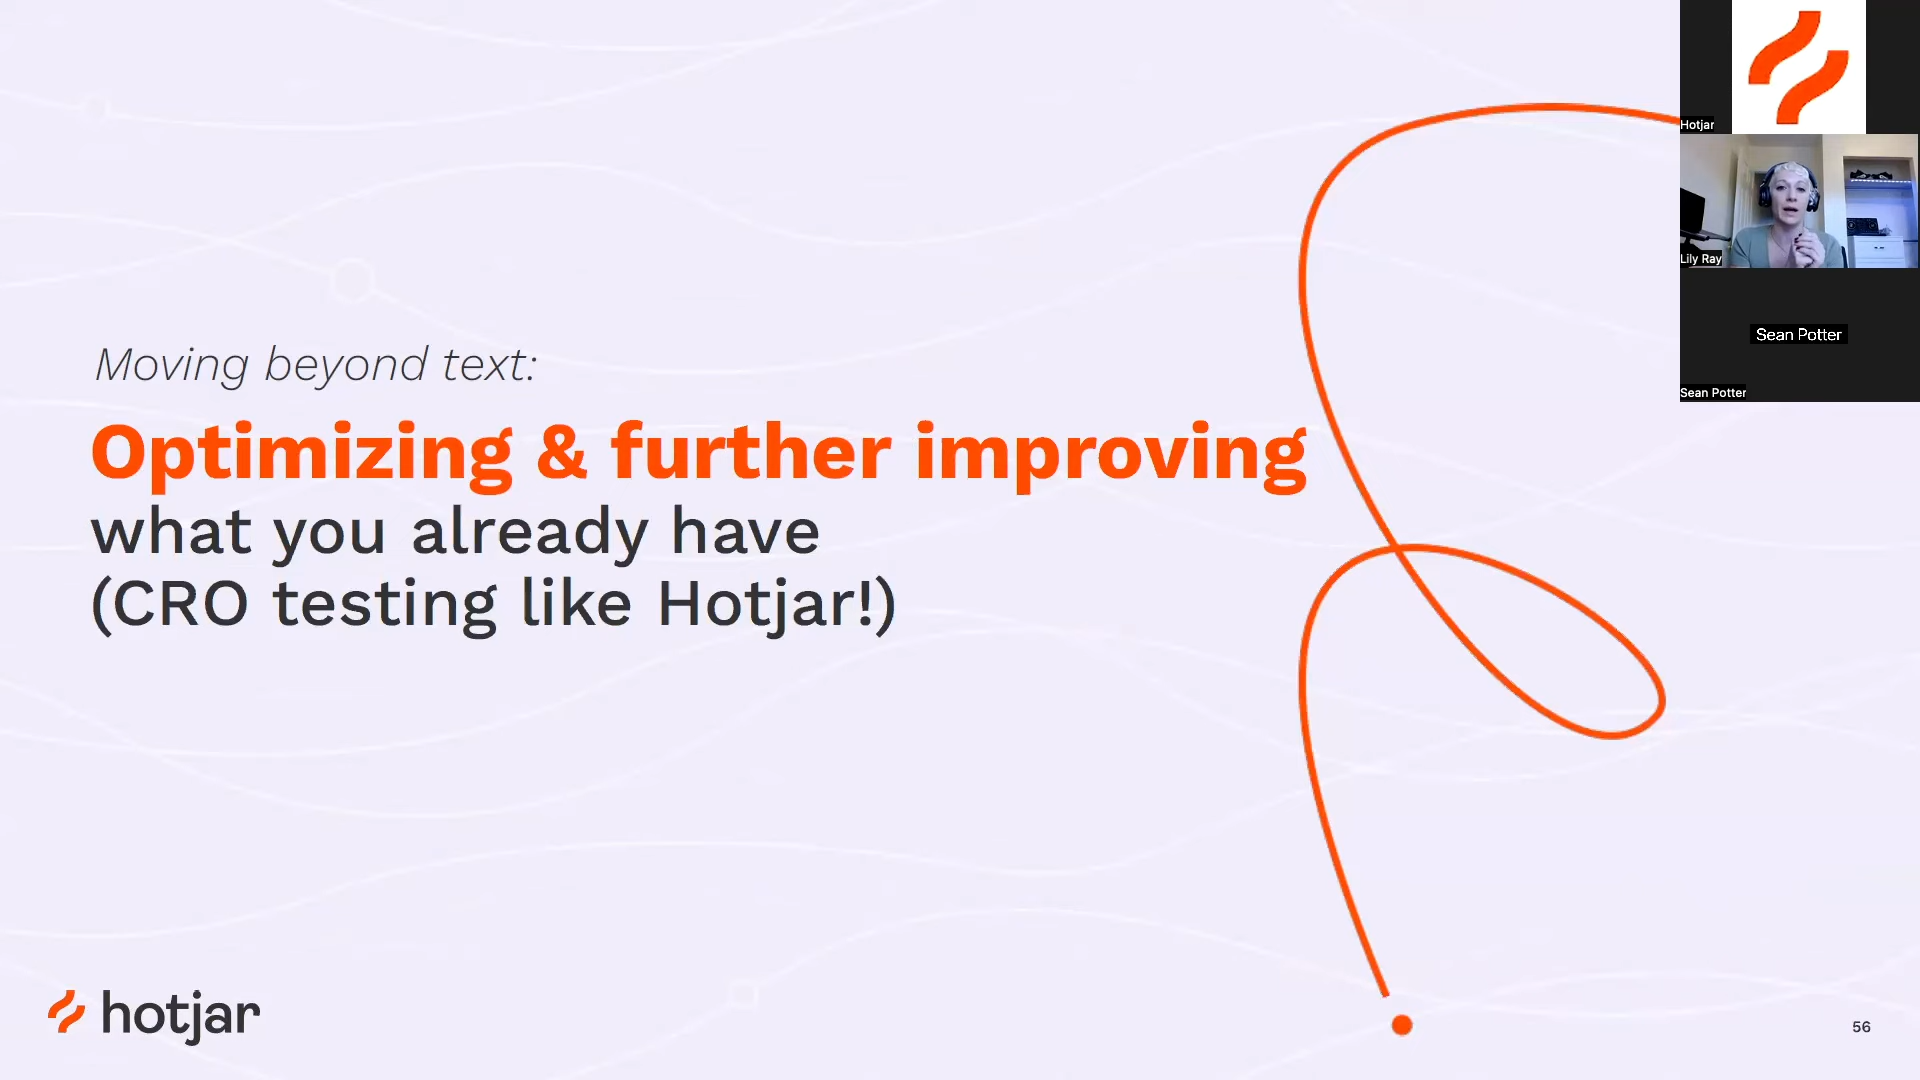 Hotjar
Lily Ray
Sean Potter
Sean Potter
Moving beyond text:
Optimizing & further improving
what you already have
(CRO testing like Hotjar!)
hotjar
56